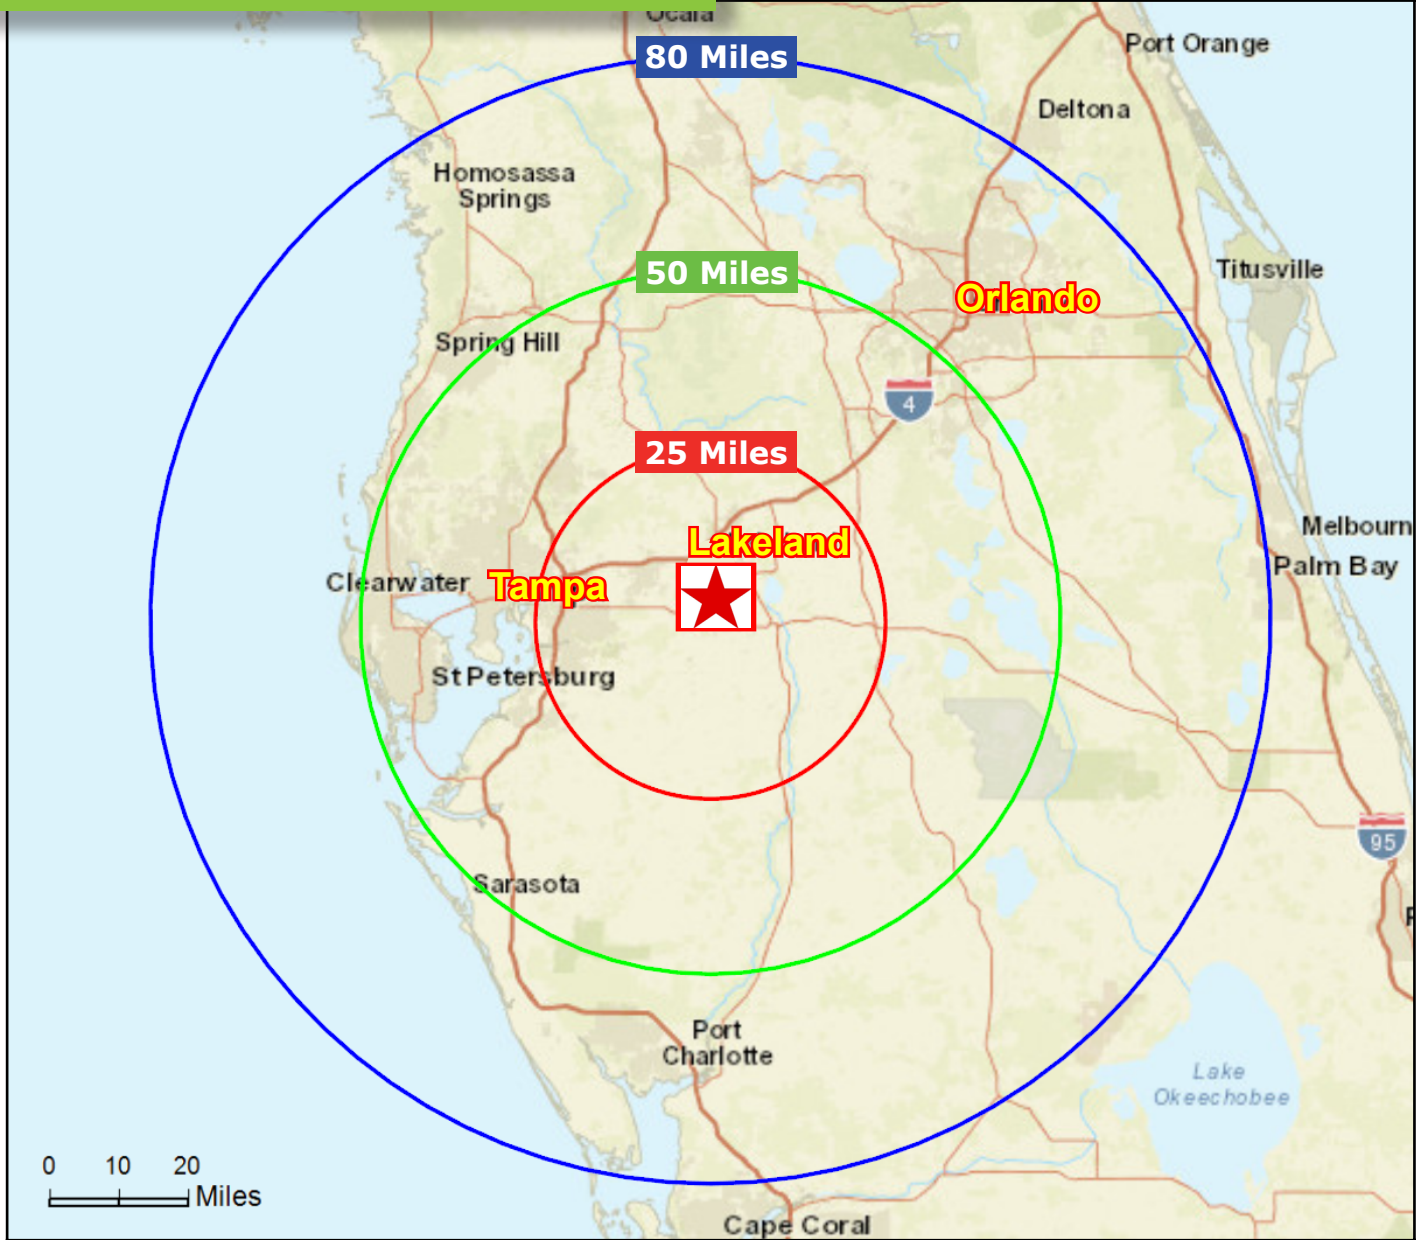 Ocala
80 Miles
Port Orange
Deltona
Homosassa
Springs
50 Miles
Titusville
Orlando
Spring Hill
4
25 Miles
Melbourn
Lakeland
Palm Bay
Clearwater
Tampa
St Petersburg
95
Sarasota
Port
Charlotte
Lake
Okeechobee
0 10 20
Miles
Cape Coral